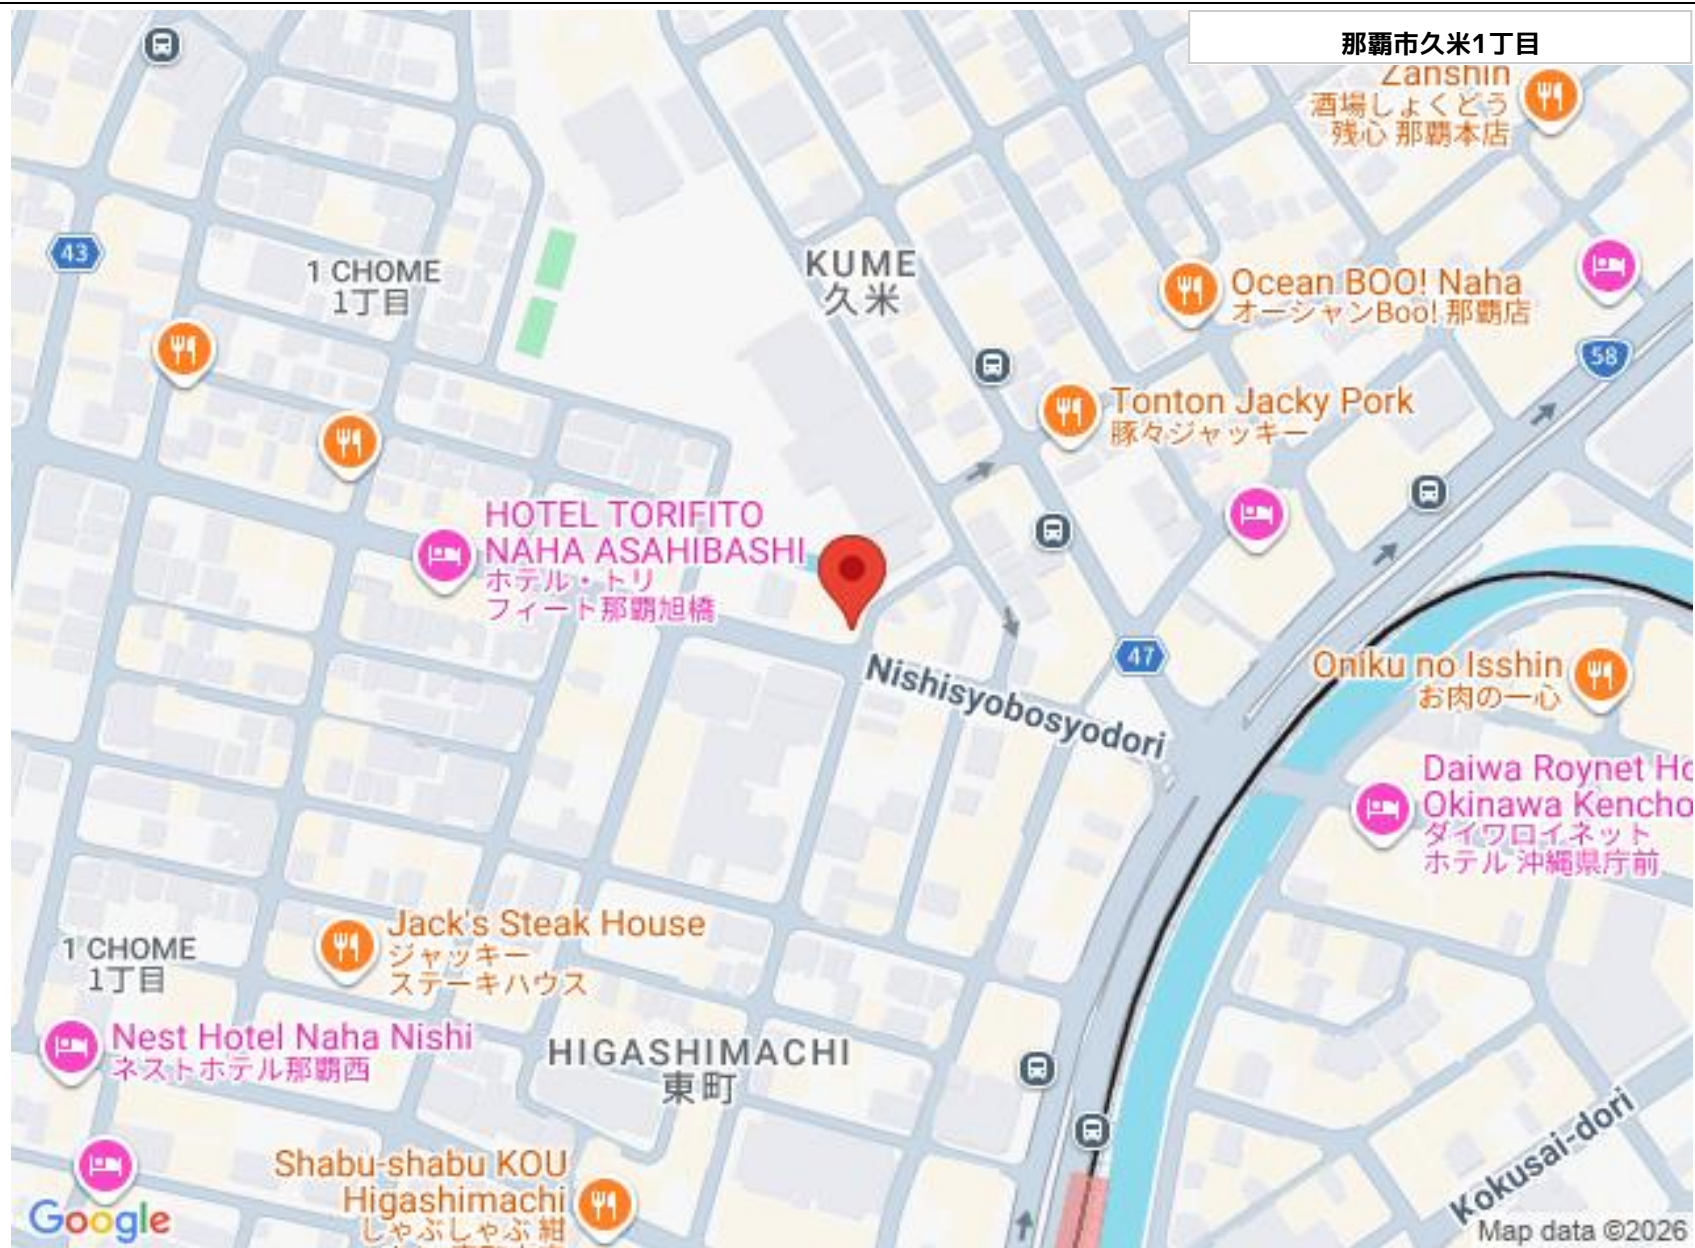 那覇市久米1丁目
Zanshin
酒場しょくどう
残心 那覇本店
43
1 CHOME
1丁目
KUME
久米
Ocean BOO! Naha
オーシャンBoo! 那覇店
58
Tonton Jacky Pork
豚々ジャッキー
HOTEL TORIFITO
NAHA ASAHIBASHI
ホテル・トリ
フィート那覇旭橋
47
Nishisyobosyodori
Oniku no Isshin
お肉の一心
Daiwa Roynet Ho
Okinawa Kencho
ダイワロイネット
ホテル 沖縄県庁前
Jack's Steak House
ジャッキー
ステーキハウス
1 CHOME
1丁目
Nest Hotel Naha Nishi
ネストホテル那覇西
HIGASHIMACHI
東町
Shabu-shabu KOU
Higashimachi
しゃぶしゃぶ 紺
Kokusai-dori
Google
Map data ©2026